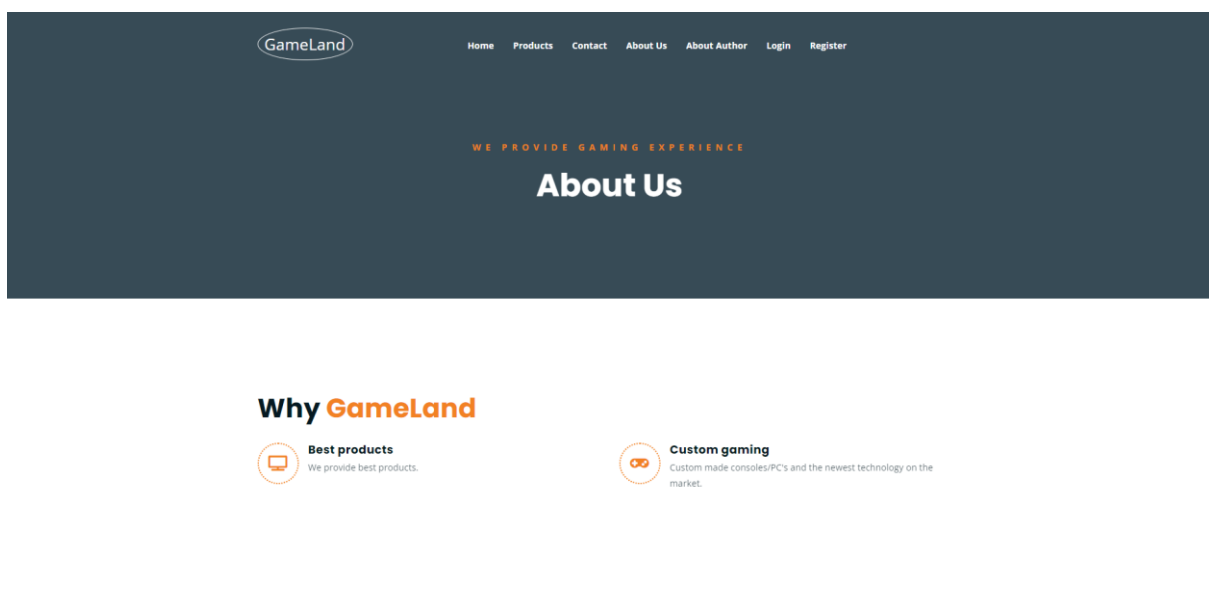 GameLand
Home Products Contact About Us About Author Login Register
WE PROVIDE GAMING EXPERIENCE
About Us
Why GameLand
Best products
We provide best products.
Custom gaming
Custom made consoles/PC's and the newest technology on the
market.